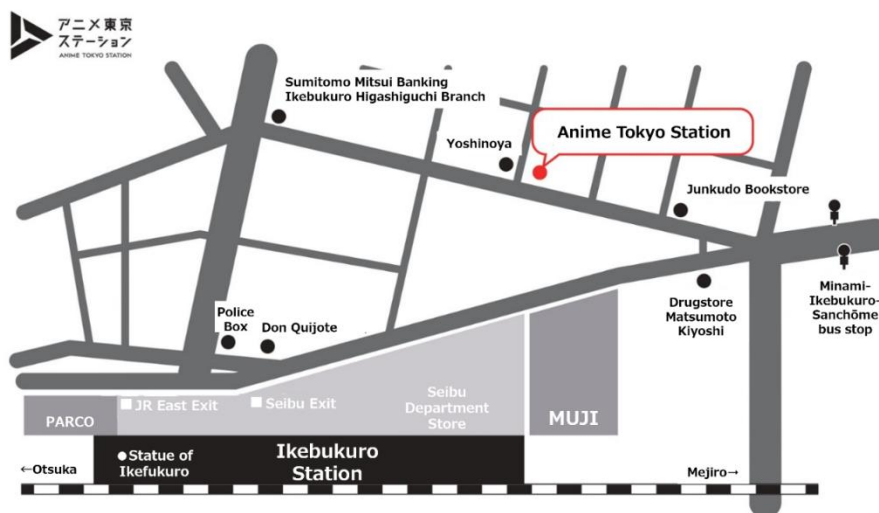 アニメ東京
ステーション
ANIME TOKYO STATION
Sumitomo Mitsui Banking
Ikebukuro Higashiguchi Branch
Yoshinoya
Anime Tokyo Station
Junkudo Bookstore
Minami-
Ikebukuro-
Sanchōme
bus stop
Drugstore
Matsumoto
Kiyoshi
Police
Box
Don Quijote
JR East Exit
Seibu Exit
Seibu
Department
Store
PARCO
MUJI
Statue of
Ikefukuro
Ikebukuro
Station
←Otsuka
Mejiro→